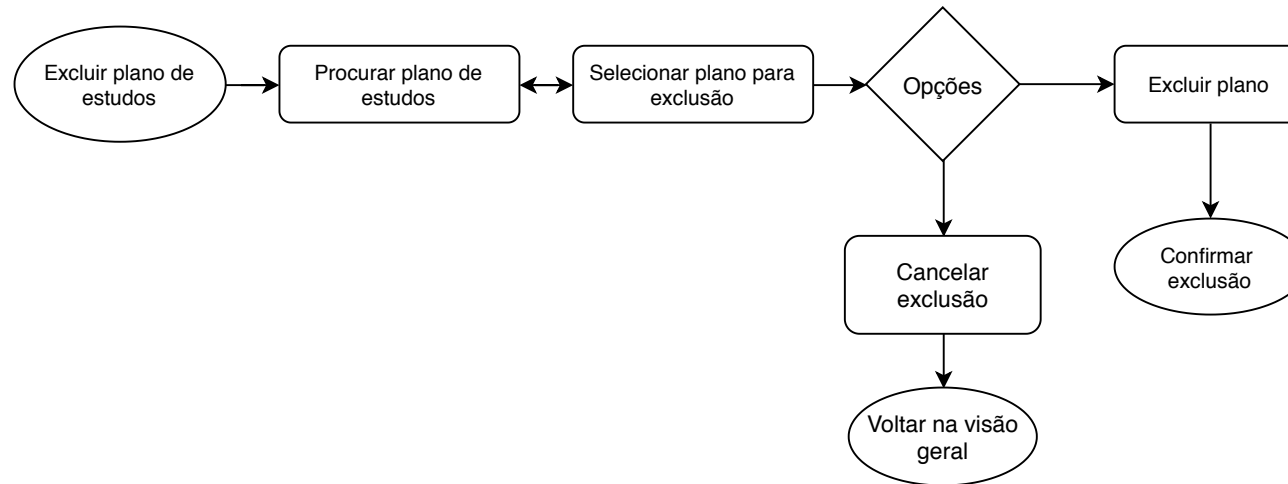 Excluir plano de
estudos
Procurar plano de
estudos
Selecionar plano para
exclusão
Opções
Excluir plano
Cancelar
exclusão
Confirmar
exclusão
Voltar na visão
geral